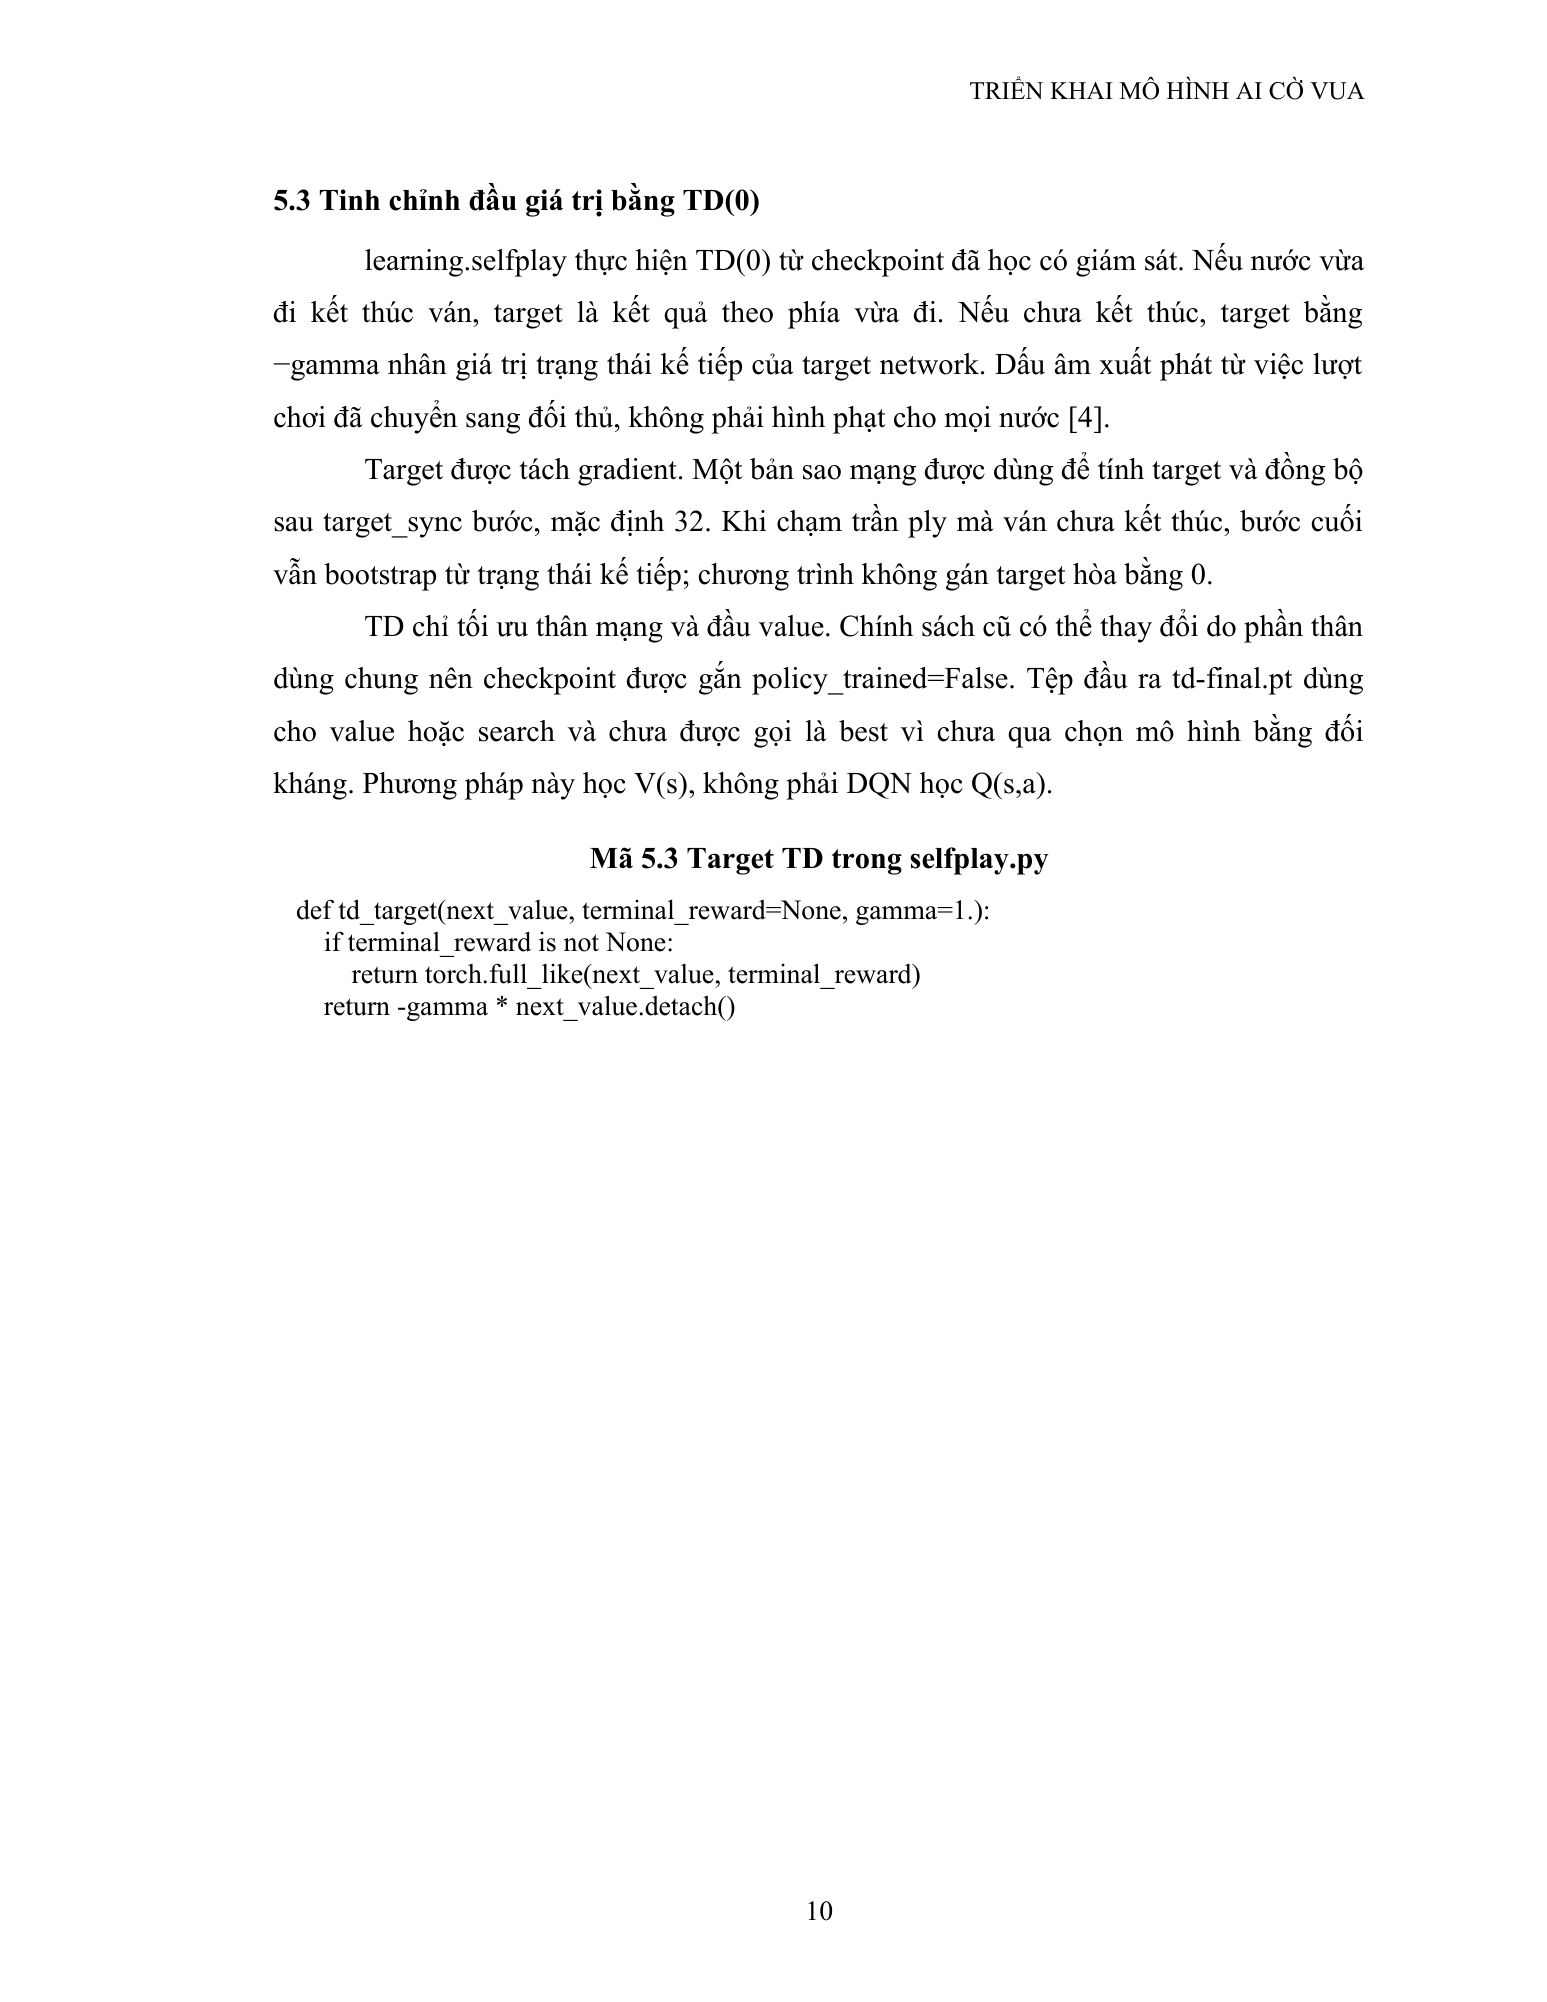 TRIỂN KHAI MÔ HÌNH AI CỜ VUA
5.3 Tinh chỉnh đầu giá trị bằng TD(0)
learning.selfplay thực hiện TD(0) từ checkpoint đã học có giám sát. Nếu nước vừa
đi kết thúc ván, target là kết quả theo phía vừa đi. Nếu chưa kết thúc, target bằng
−gamma nhân giá trị trạng thái kế tiếp của target network. Dấu âm xuất phát từ việc lượt
chơi đã chuyển sang đối thủ, không phải hình phạt cho mọi nước [4].
Target được tách gradient. Một bản sao mạng được dùng để tính target và đồng bộ
sau target_sync bước, mặc định 32. Khi chạm trần ply mà ván chưa kết thúc, bước cuối
vẫn bootstrap từ trạng thái kế tiếp; chương trình không gán target hòa bằng 0.
TD chỉ tối ưu thân mạng và đầu value. Chính sách cũ có thể thay đổi do phần thân
dùng chung nên checkpoint được gắn policy_trained=False. Tệp đầu ra td-final.pt dùng
cho value hoặc search và chưa được gọi là best vì chưa qua chọn mô hình bằng đối
kháng. Phương pháp này học V(s), không phải DQN học Q(s,a).
Mã 5.3 Target TD trong selfplay.py
def td_target(next_value, terminal_reward=None, gamma=1.):
if terminal_reward is not None:
return torch.full_like(next_value, terminal_reward)
return -gamma * next_value.detach()
10